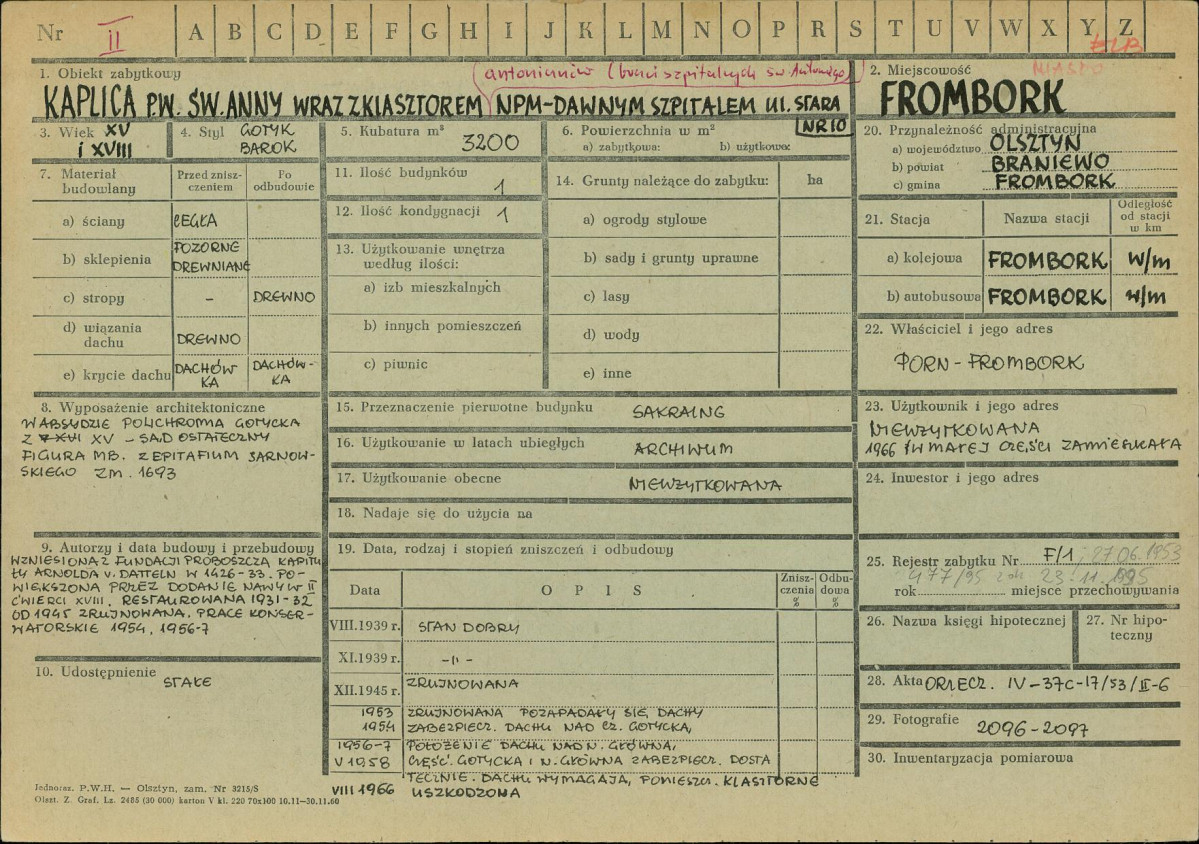 Nr II A B C D E F G H I J K L M N O P R S T U V W X Y Z
ELB
MIASTO
antonianów (braci szpitalnych św. Antoniego)
1. Obiekt zabytkowy
KAPLICA P.W. ŚW. ANNY WRAZ Z KLASZTOREM NPM-DAWNYM SZPITALEM UL. STARA
NR 10
2. Miejscowość
FROMBORK
3. Wiek XV
i XVIII
4. Styl GOTYK
BAROK
5. Kubatura m³
3200
6. Powierzchnia w m²
a) zabytkowa: b) użytkowa:
7. Materiał budowlany
Przed zniszczeniem
Po odbudowie
a) ściany CEGŁA
b) sklepienia POZORNE
DREWNIANE
c) stropy - DREWNO
d) wiązania
dachu DREWNO
e) krycie dachu DACHÓW
KA DACHÓW-
KA
8. Wyposażenie architektoniczne
W ABSYDZIE POLICHROMIA GOTYCKA
Z XV - SĄD OSTATECZNY
FIGURA MB. Z EPITAFIUM SARNOW-
SKIEGO ZM. 1693
9. Autorzy i data budowy i przebudowy
WZNIESIONA Z FUNDACJI PROBOSZCZA KAPITU
ŁY ARNOLDA V. DATTELN W 1426-33. PO-
WIĘKSZONA PRZEZ DODANIE NAWY W II
ĆWIERCI XVIII. RESTAUROWANA 1931-32
OD 1945 ZRUJNOWANA. PRACE KONSER-
WATORSKIE 1954, 1956-7
10. Udostępnienie
STAŁE
11. Ilość budynków
1
12. Ilość kondygnacji 1
13. Użytkowanie wnętrza
według ilości:
a) izb mieszkalnych
b) innych pomieszczeń
c) piwnic
14. Grunty należące do zabytku: ha
a) ogrody stylowe
b) sady i grunty uprawne
c) lasy
d) wody
e) inne
15. Przeznaczenie pierwotne budynku SAKRALNE
16. Użytkowanie w latach ubiegłych ARCHIWUM
17. Użytkowanie obecne NIEUŻYTKOWANA
18. Nadaje się do użycia na
19. Data, rodzaj i stopień zniszczeń i odbudowy
Data O P I S Znisz-
czenia
% Odbu-
dowa
%
VIII.1939 r. STAN DOBRY
XI.1939 r. -11-
XII.1945 r. ZRUJNOWANA
1953 ZRUJNOWANA POZAPADAŁY SIĘ DACHY
1954 ZABEZPIECZ. DACHU NAD CZ. GOTYCKĄ,
1956-7 POŁOŻENIE DACHU NAD N. GŁÓWNĄ,
V 1958 CZĘŚĆ. GOTYCKA I N. GŁÓWNA ZABEZPIECZ. DOSTA
TECZNIE. DACHU WYMAGAJĄ, POMIESZCZ. KLASZTORNE
VIII 1966 USZKODZONA
20. Przynależność administracyjna
a) województwo OLSZTYN
b) powiat BRANIEWO
c) gmina FROMBORK
21. Stacja Nazwa stacji Odległość
od stacji
w km
a) kolejowa FROMBORK w/m
b) autobusowa FROMBORK w/m
22. Właściciel i jego adres
PGRN - FROMBORK
23. Użytkownik i jego adres
NIEUŻYTKOWANA
1966 W MAŁEJ CZĘŚCI ZAMIESZKAŁA
24. Inwestor i jego adres
25. Rejestr zabytku Nr F/1, 27.06.1953
477/95 rok 23.11.1995
rok miejsce przechowywania
26. Nazwa księgi hipotecznej
27. Nr hipo-
teczny
28. Akta ORZECZ. IV-37C-17/53/II-6
29. Fotografie
2096-2097
30. Inwentaryzacja pomiarowa
Jednoraz. P.W.H. — Olsztyn, zam. Nr 3215/S
Olszt. Z. Graf. Lz. 2485 (30 000) karton V kl. 220 70x100 10.11—30.11.60